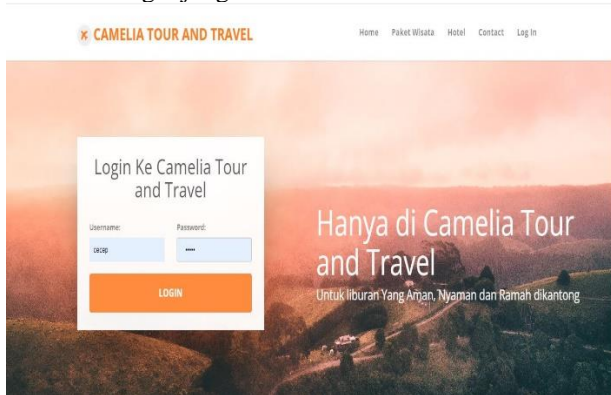 CAMELIA TOUR AND TRAVEL
Home Paket Wisata Hotel Contact Log In
Login Ke Camelia Tour
and Travel
Username: Password:
cecep •••••
LOGIN
Hanya di Camelia Tour
and Travel
Untuk liburan Yang Aman, Nyaman dan Ramah dikantong